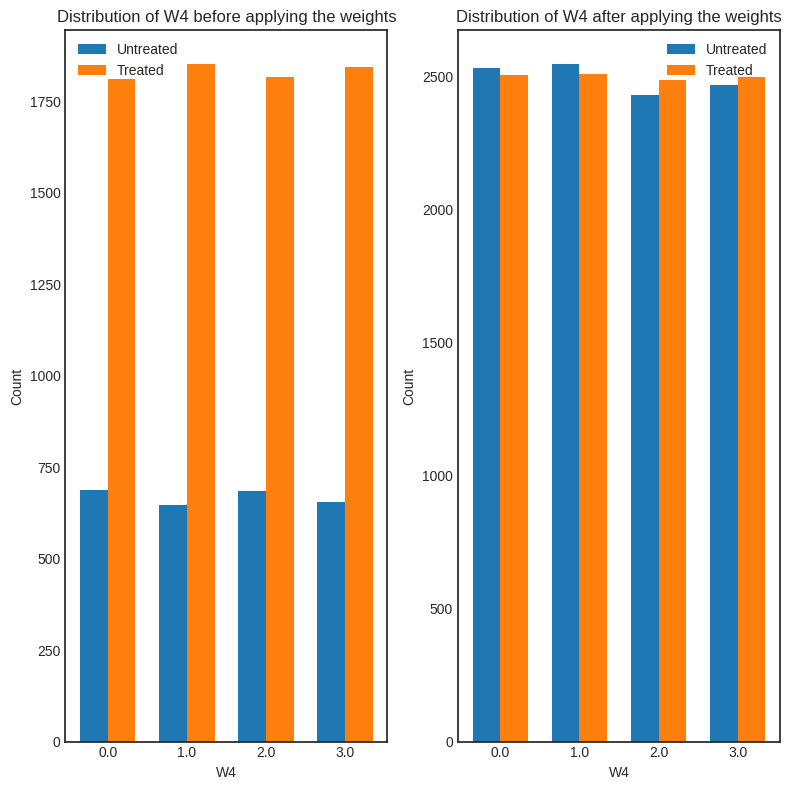 Distribution of W4 before applying the weights
Untreated
Treated
1750
1500
1250
1000
750
500
250
0
Count
0.0 1.0 2.0 3.0
W4
Distribution of W4 after applying the weights
Untreated
Treated
2500
2000
1500
1000
500
0
Count
0.0 1.0 2.0 3.0
W4